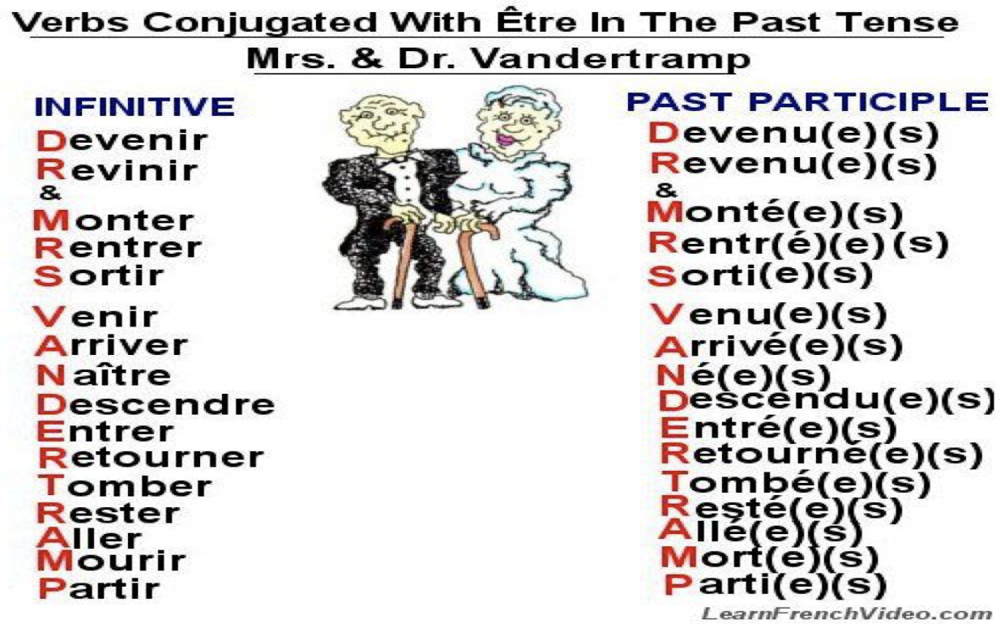 Verbs Conjugated With Être In The Past Tense
Mrs. & Dr. Vandertramp
INFINITIVE
Devenir
Revinir
&
Monter
Rentrer
Sortir
Venir
Arriver
Naître
Descendre
Entrer
Retourner
Tomber
Rester
Aller
Mourir
Partir
PAST PARTICIPLE
Devenu(e)(s)
Revenu(e)(s)
&
Monté(e)(s)
Rentr(é)(e)(s)
Sorti(e)(s)
Venu(e)(s)
Arrivé(e)(s)
Né(e)(s)
Descendu(e)(s)
Entré(e)(s)
Retourné(e)(s)
Tombé(e)(s)
Resté(e)(s)
Allé(e)(s)
Mort(e)(s)
Parti(e)(s)
LearnFrenchVideo.com